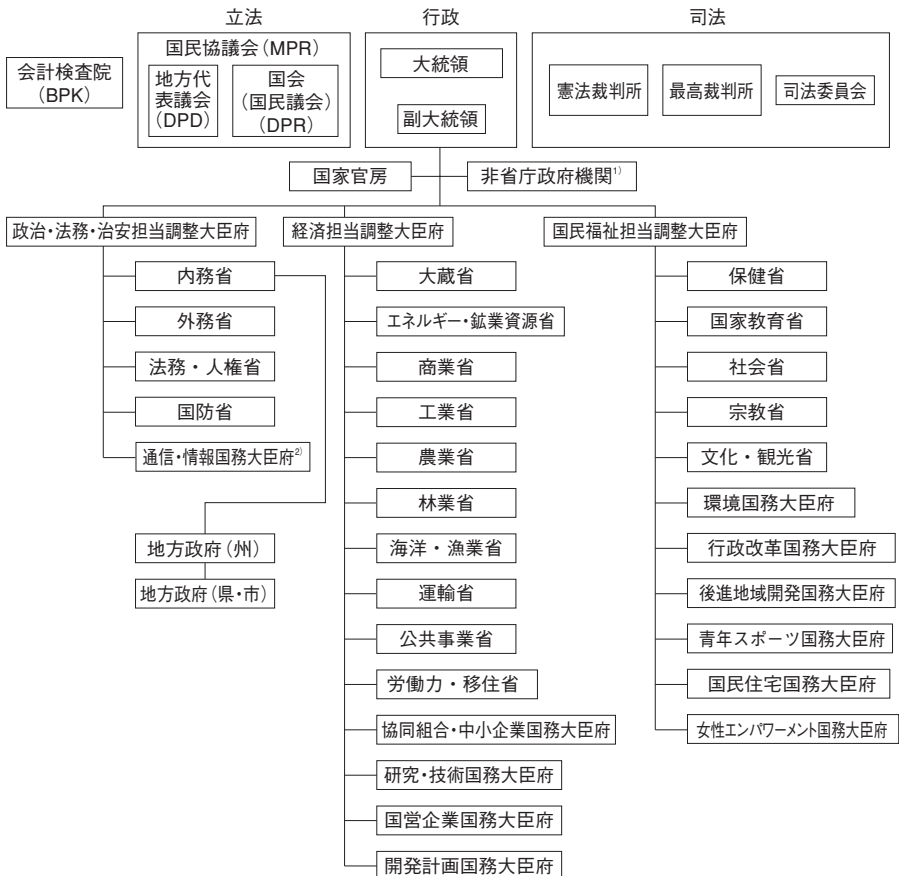 立法
行政
司法
会計検査院
(BPK)
国民協議会(MPR)
地方代
表議会
(DPD)
国会
(国民議会)
(DPR)
大統領
副大統領
憲法裁判所
最高裁判所
司法委員会
国家官房
非省庁政府機関1)
政治・法務・治安担当調整大臣府
経済担当調整大臣府
国民福祉担当調整大臣府
内務省
外務省
法務・人権省
国防省
通信・情報国務大臣府2)
地方政府(州)
地方政府(県・市)
大蔵省
エネルギー・鉱業資源省
商業省
工業省
農業省
林業省
海洋・漁業省
運輸省
公共事業省
労働力・移住省
協同組合・中小企業国務大臣府
研究・技術国務大臣府
国営企業国務大臣府
開発計画国務大臣府
保健省
国家教育省
社会省
宗教省
文化・観光省
環境国務大臣府
行政改革国務大臣府
後進地域開発国務大臣府
青年スポーツ国務大臣府
国民住宅国務大臣府
女性エンパワーメント国務大臣府